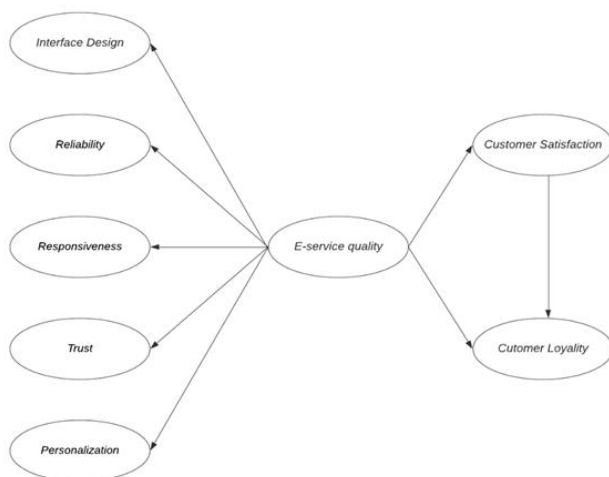 Interface Design
Reliability
Responsiveness
Trust
Personalization
E-service quality
Customer Satisfaction
Cutomer Loyality